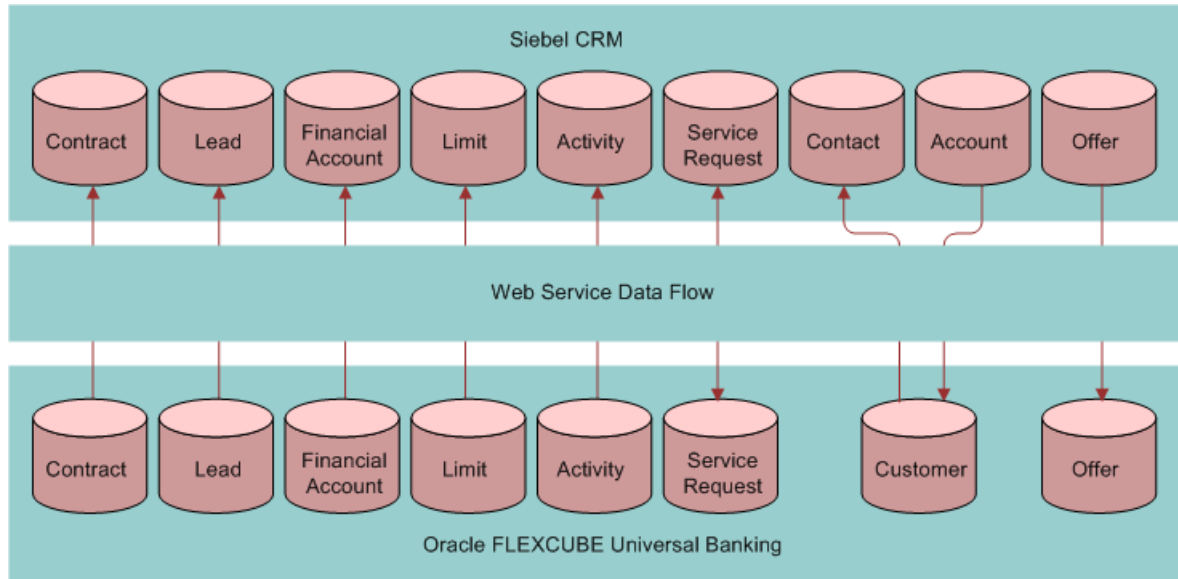 Siebel CRM
Contract
Lead
Financial
Account
Limit
Activity
Service
Request
Contact
Account
Offer
Web Service Data Flow
Contract
Lead
Financial
Account
Limit
Activity
Service
Request
Customer
Offer
Oracle FLEXCUBE Universal Banking